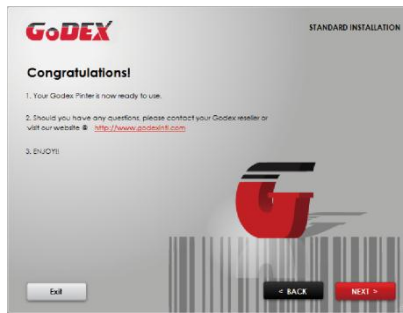 GODEX
STANDARD INSTALLATION
Congratulations!
1. Your Godex Pinter is now ready to use.
2. Should you have any questions, please contact your Godex reseller or
visit our website @ http://www.godexintl.com
3. ENJOY!!
Exit
< BACK
NEXT >